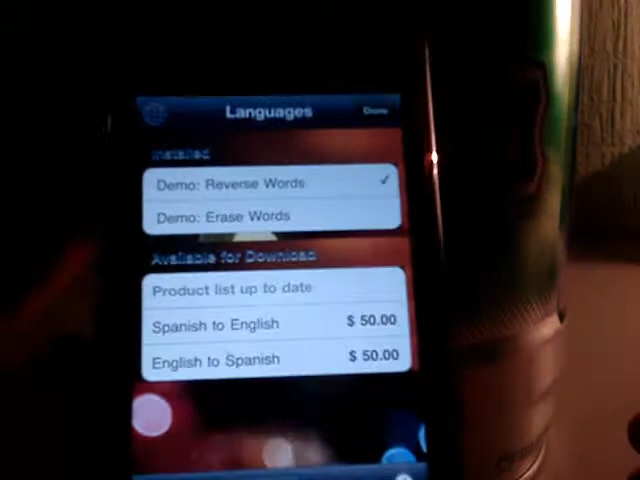 Languages
Done
Installed
Demo: Reverse Words
Demo: Erase Words
Available for Download
Product list up to date
Spanish to English $ 50.00
English to Spanish $ 50.00